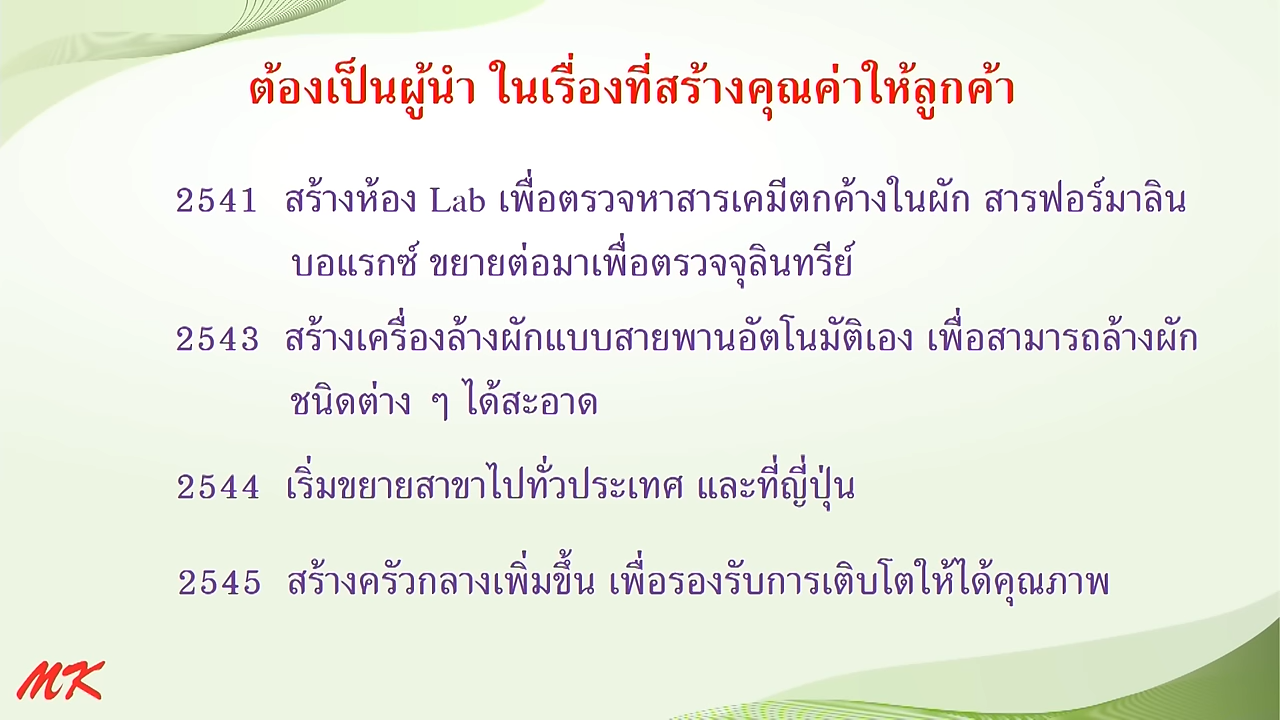 ต้องเป็นผู้นำ ในเรื่องที่สร้างคุณค่าให้ลูกค้า
2541 สร้างห้อง Lab เพื่อตรวจหาสารเคมีตกค้างในผัก สารฟอร์มาลิน
บอแรกซ์ ขยายต่อมาเพื่อตรวจจุลินทรีย์
2543 สร้างเครื่องล้างผักแบบสายพานอัตโนมัติเอง เพื่อสามารถล้างผัก
ชนิดต่าง ๆ ได้สะอาด
2544 เริ่มขยายสาขาไปทั่วประเทศ และที่ญี่ปุ่น
2545 สร้างครัวกลางเพิ่มขึ้น เพื่อรองรับการเติบโตให้ได้คุณภาพ
MK